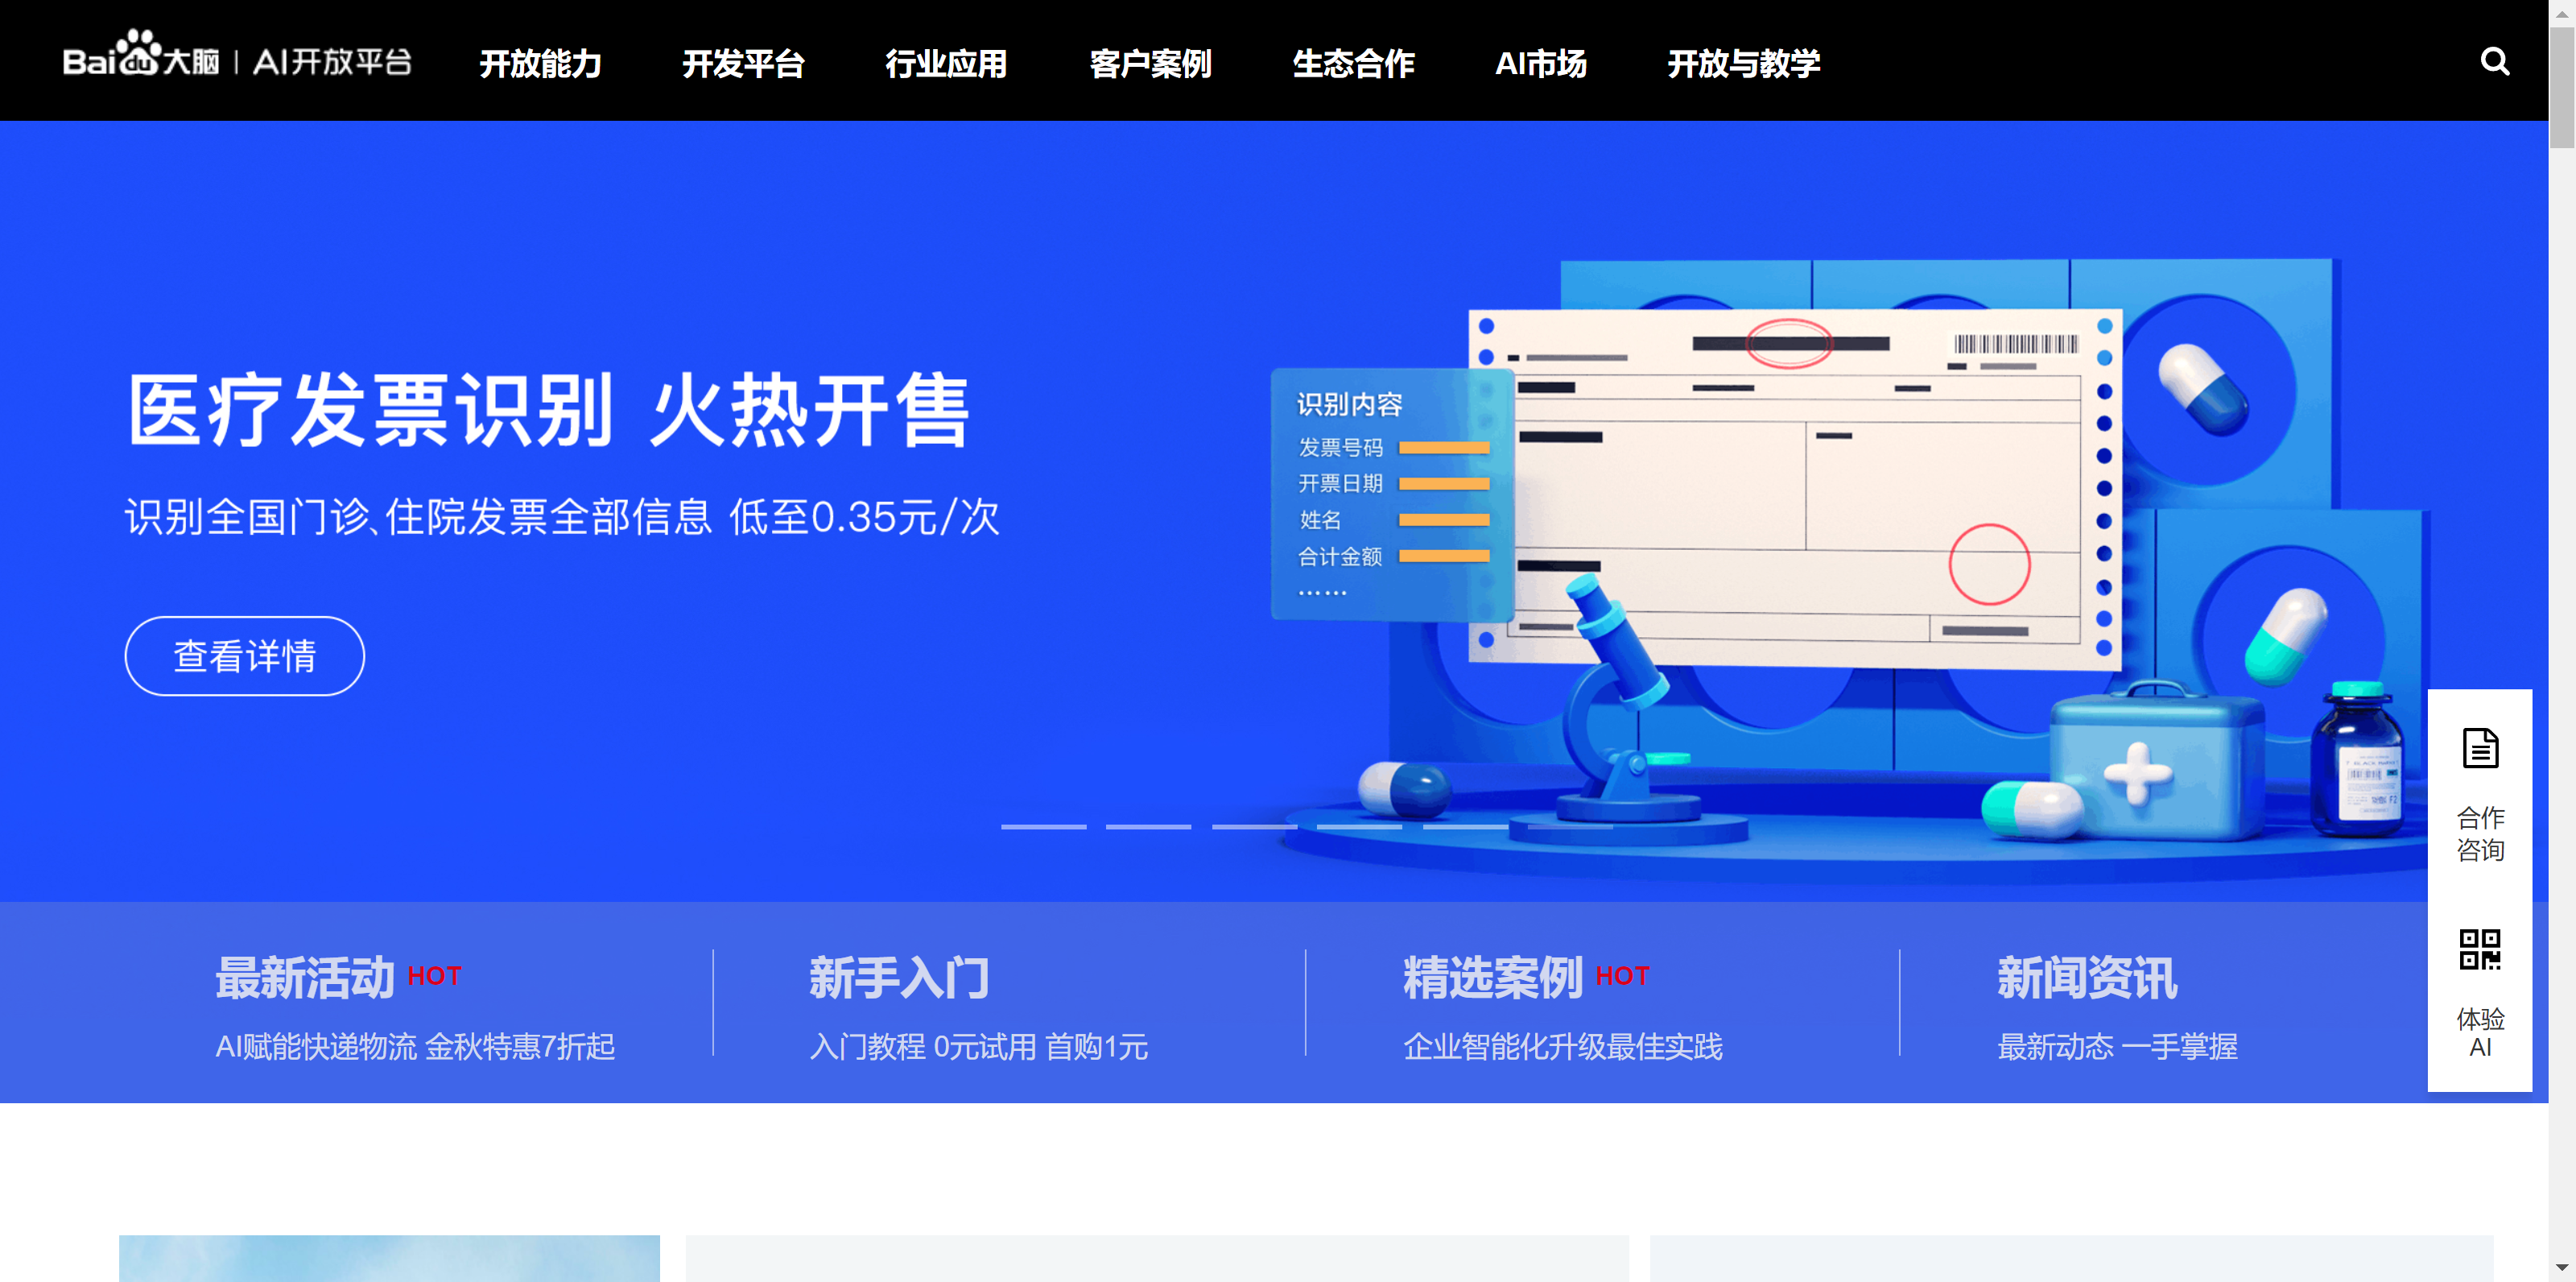 Baidu大脑 | AI开放平台
开放能力
开发平台
行业应用
客户案例
生态合作
AI市场
开放与教学
医疗发票识别 火热开售
识别全国门诊、住院发票全部信息 低至0.35元/次
查看详情
识别内容
发票号码
开票日期
姓名
合计金额
……
合作
咨询
体验
AI
最新活动 HOT
AI赋能快递物流 金秋特惠7折起
新手入门
入门教程 0元试用 首购1元
精选案例 HOT
企业智能化升级最佳实践
新闻资讯
最新动态 一手掌握